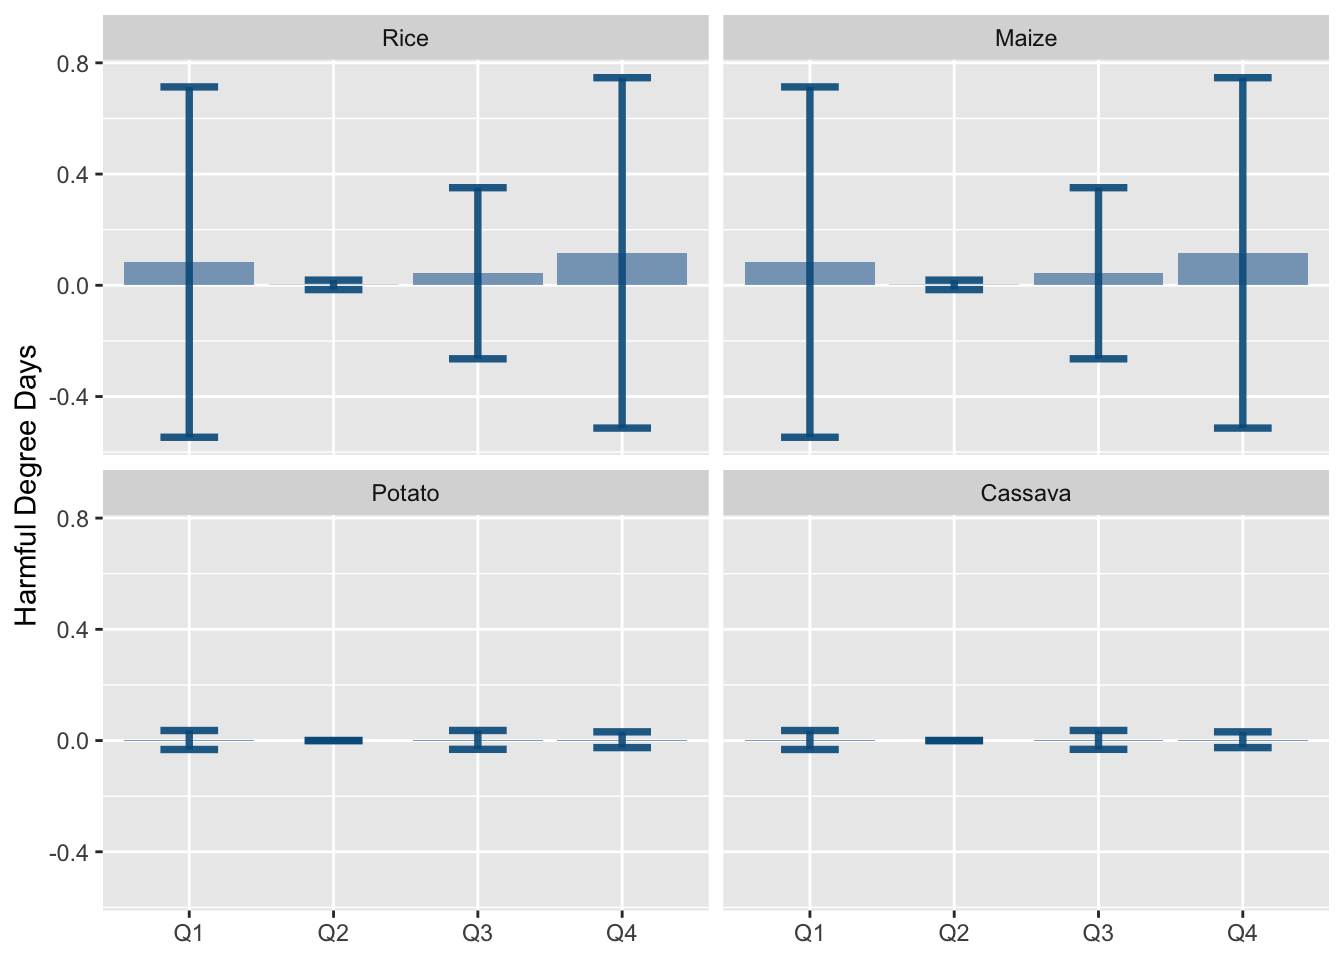 Rice
Maize
0.8
0.4
0.0
-0.4
Potato
Cassava
0.8
0.4
0.0
-0.4
Q1 Q2 Q3 Q4
Q1 Q2 Q3 Q4
Harmful Degree Days